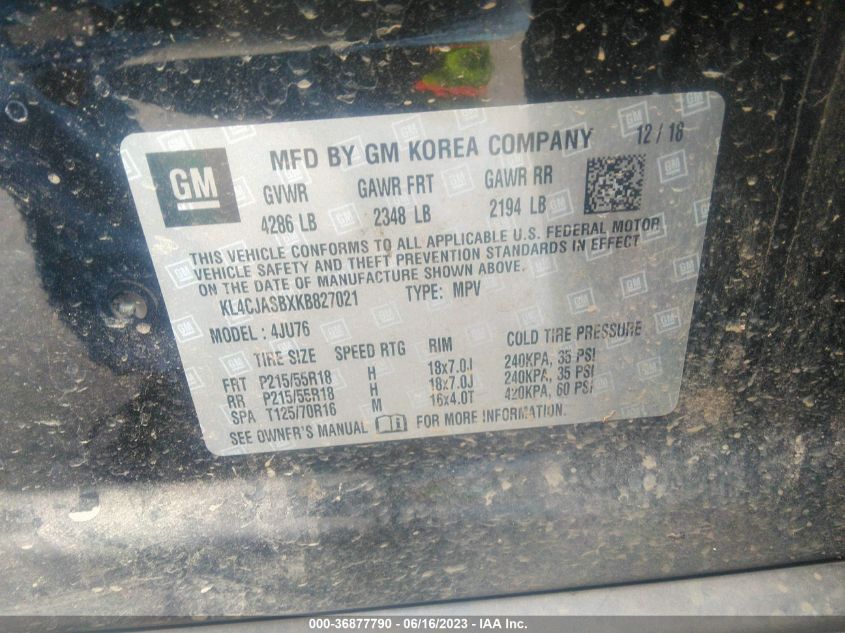 GM
MFD BY GM KOREA COMPANY 12 / 18
GVWR GAWR FRT GAWR RR
4286 LB 2348 LB 2194 LB
THIS VEHICLE CONFORMS TO ALL APPLICABLE U.S. FEDERAL MOTOR
VEHICLE SAFETY AND THEFT PREVENTION STANDARDS IN EFFECT
ON THE DATE OF MANUFACTURE SHOWN ABOVE.
KL4CJASBXKB827021 TYPE: MPV
MODEL : 4JU76
TIRE SIZE SPEED RTG RIM COLD TIRE PRESSURE
FRT P215/55R18 H 18x7.0J 240KPA, 35 PSI
RR P215/55R18 H 18x7.0J 240KPA, 35 PSI
SPA T125/70R16 M 16x4.0T 420KPA, 60 PSI
SEE OWNER'S MANUAL FOR MORE INFORMATION.
000-36877790 - 06/16/2023 - IAA Inc.